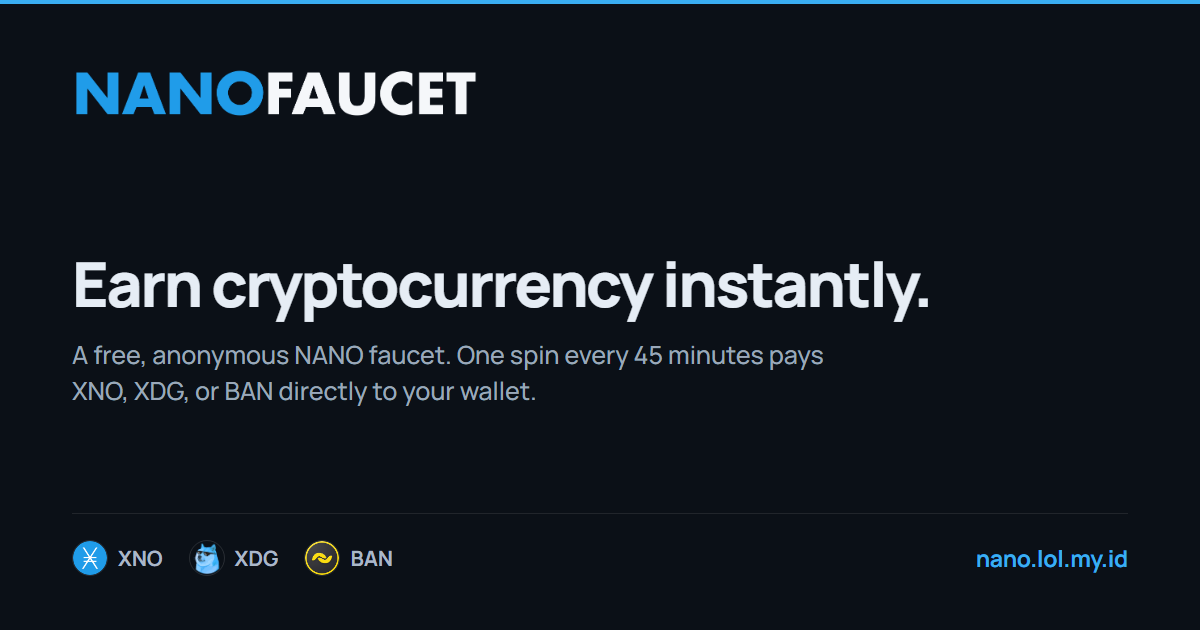 NANOFAUCET
Earn cryptocurrency instantly.
A free, anonymous NANO faucet. One spin every 45 minutes pays
XNO, XDG, or BAN directly to your wallet.
XNO XDG BAN nano.lol.my.id